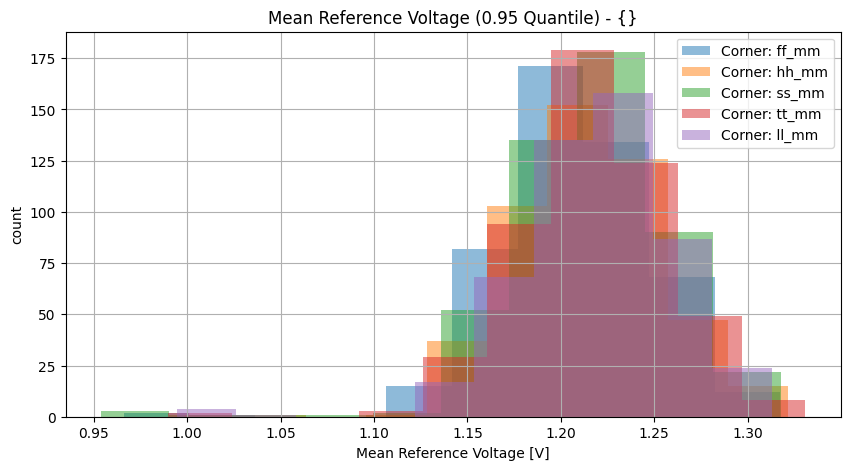 Mean Reference Voltage (0.95 Quantile) - {}
Corner: ff_mm
Corner: hh_mm
Corner: ss_mm
Corner: tt_mm
Corner: ll_mm
count
175
150
125
100
75
50
25
0
0.95
1.00
1.05
1.10
1.15
1.20
1.25
1.30
Mean Reference Voltage [V]